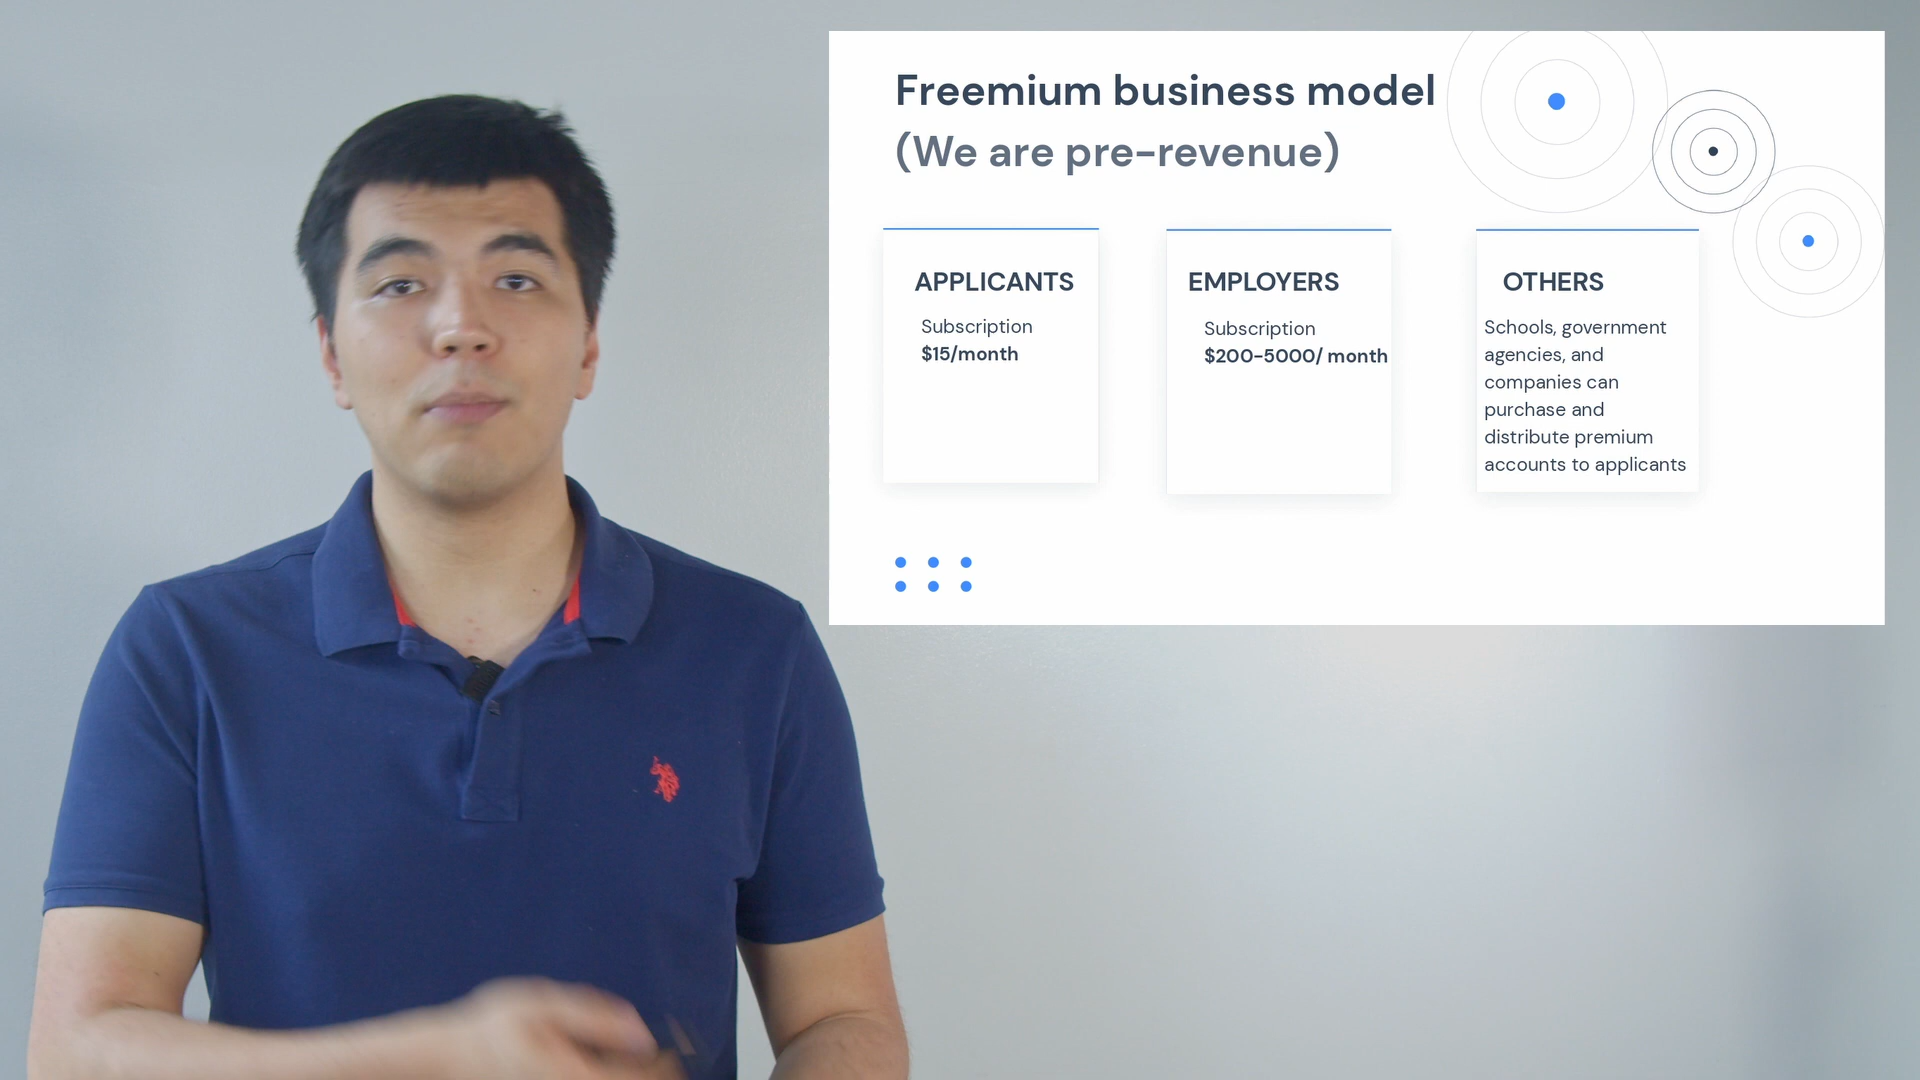 Freemium business model
(We are pre-revenue)
APPLICANTS
Subscription
$15/month
EMPLOYERS
Subscription
$200-5000/ month
OTHERS
Schools, government
agencies, and
companies can
purchase and
distribute premium
accounts to applicants